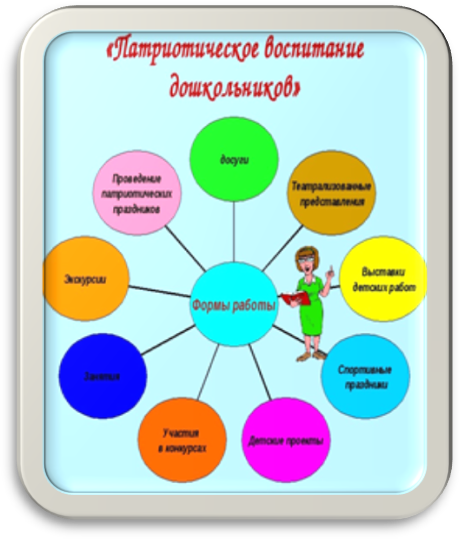 «Патриотическое воспитание
дошкольников»
досуги
Проведение
патриотических
праздников
Театрализованные
представления
Экскурсии
Выставки
детских работ
Формы работы
Занятия
Спортивные
праздники
Участия
в конкурсах
Детские проекты